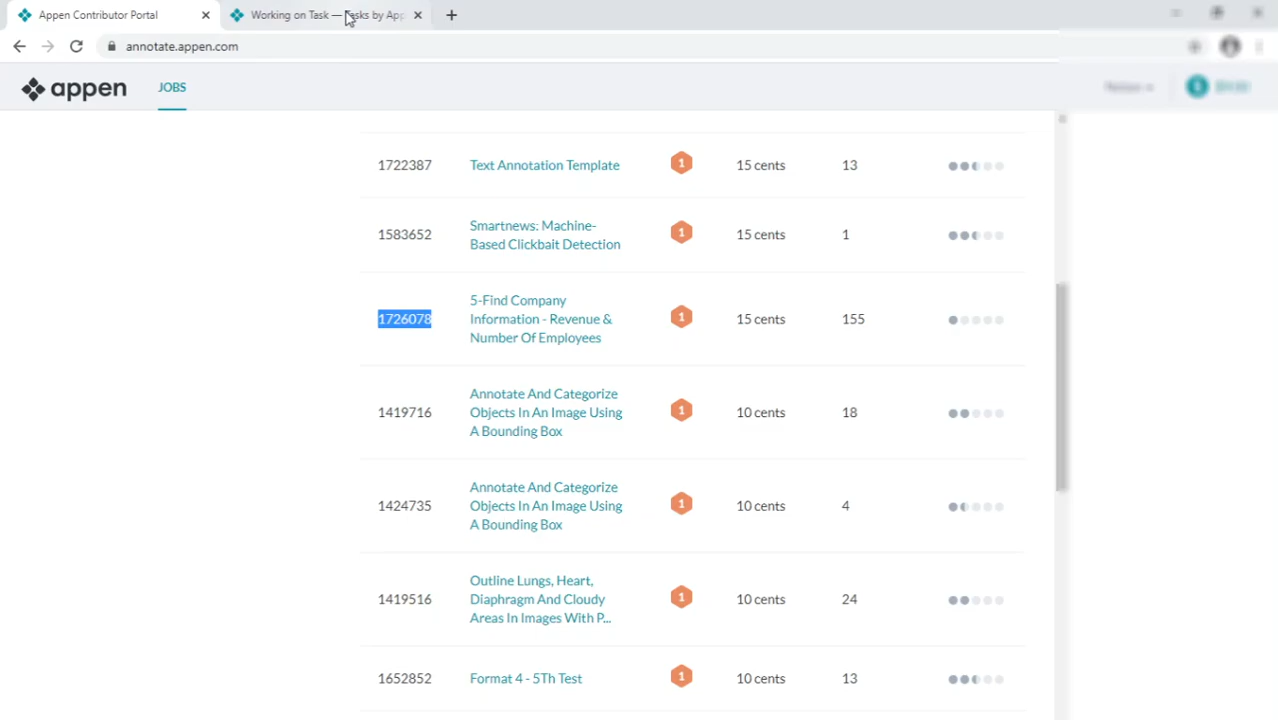 Appen Contributor Portal
Working on Task — Tasks by App
annotate.appen.com
appen
JOBS
1722387 Text Annotation Template 1 15 cents 13
1583652 Smartnews: Machine-
Based Clickbait Detection 1 15 cents 1
1726078 5-Find Company
Information - Revenue &
Number Of Employees 1 15 cents 155
1419716 Annotate And Categorize
Objects In An Image Using
A Bounding Box 1 10 cents 18
1424735 Annotate And Categorize
Objects In An Image Using
A Bounding Box 1 10 cents 4
1419516 Outline Lungs, Heart,
Diaphragm And Cloudy
Areas In Images With P... 1 10 cents 24
1652852 Format 4 - 5Th Test 1 10 cents 13